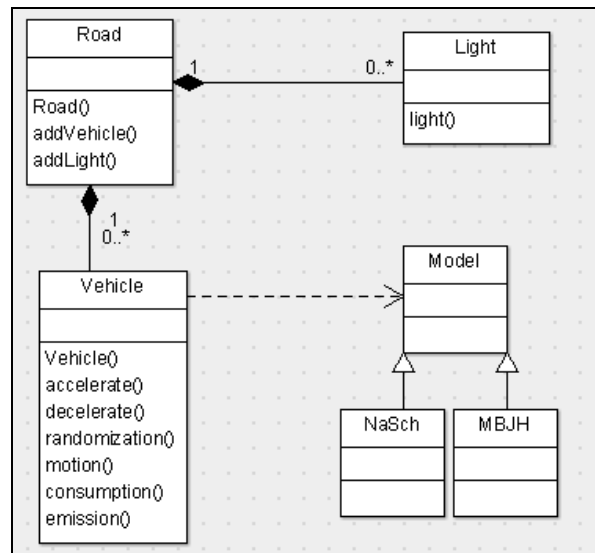 Road
Road()
addVehicle()
addLight()
1
0..*
Light
light()
1
0..*
Vehicle
Vehicle()
accelerate()
decelerate()
randomization()
motion()
consumption()
emission()
Model
NaSch
MBJH